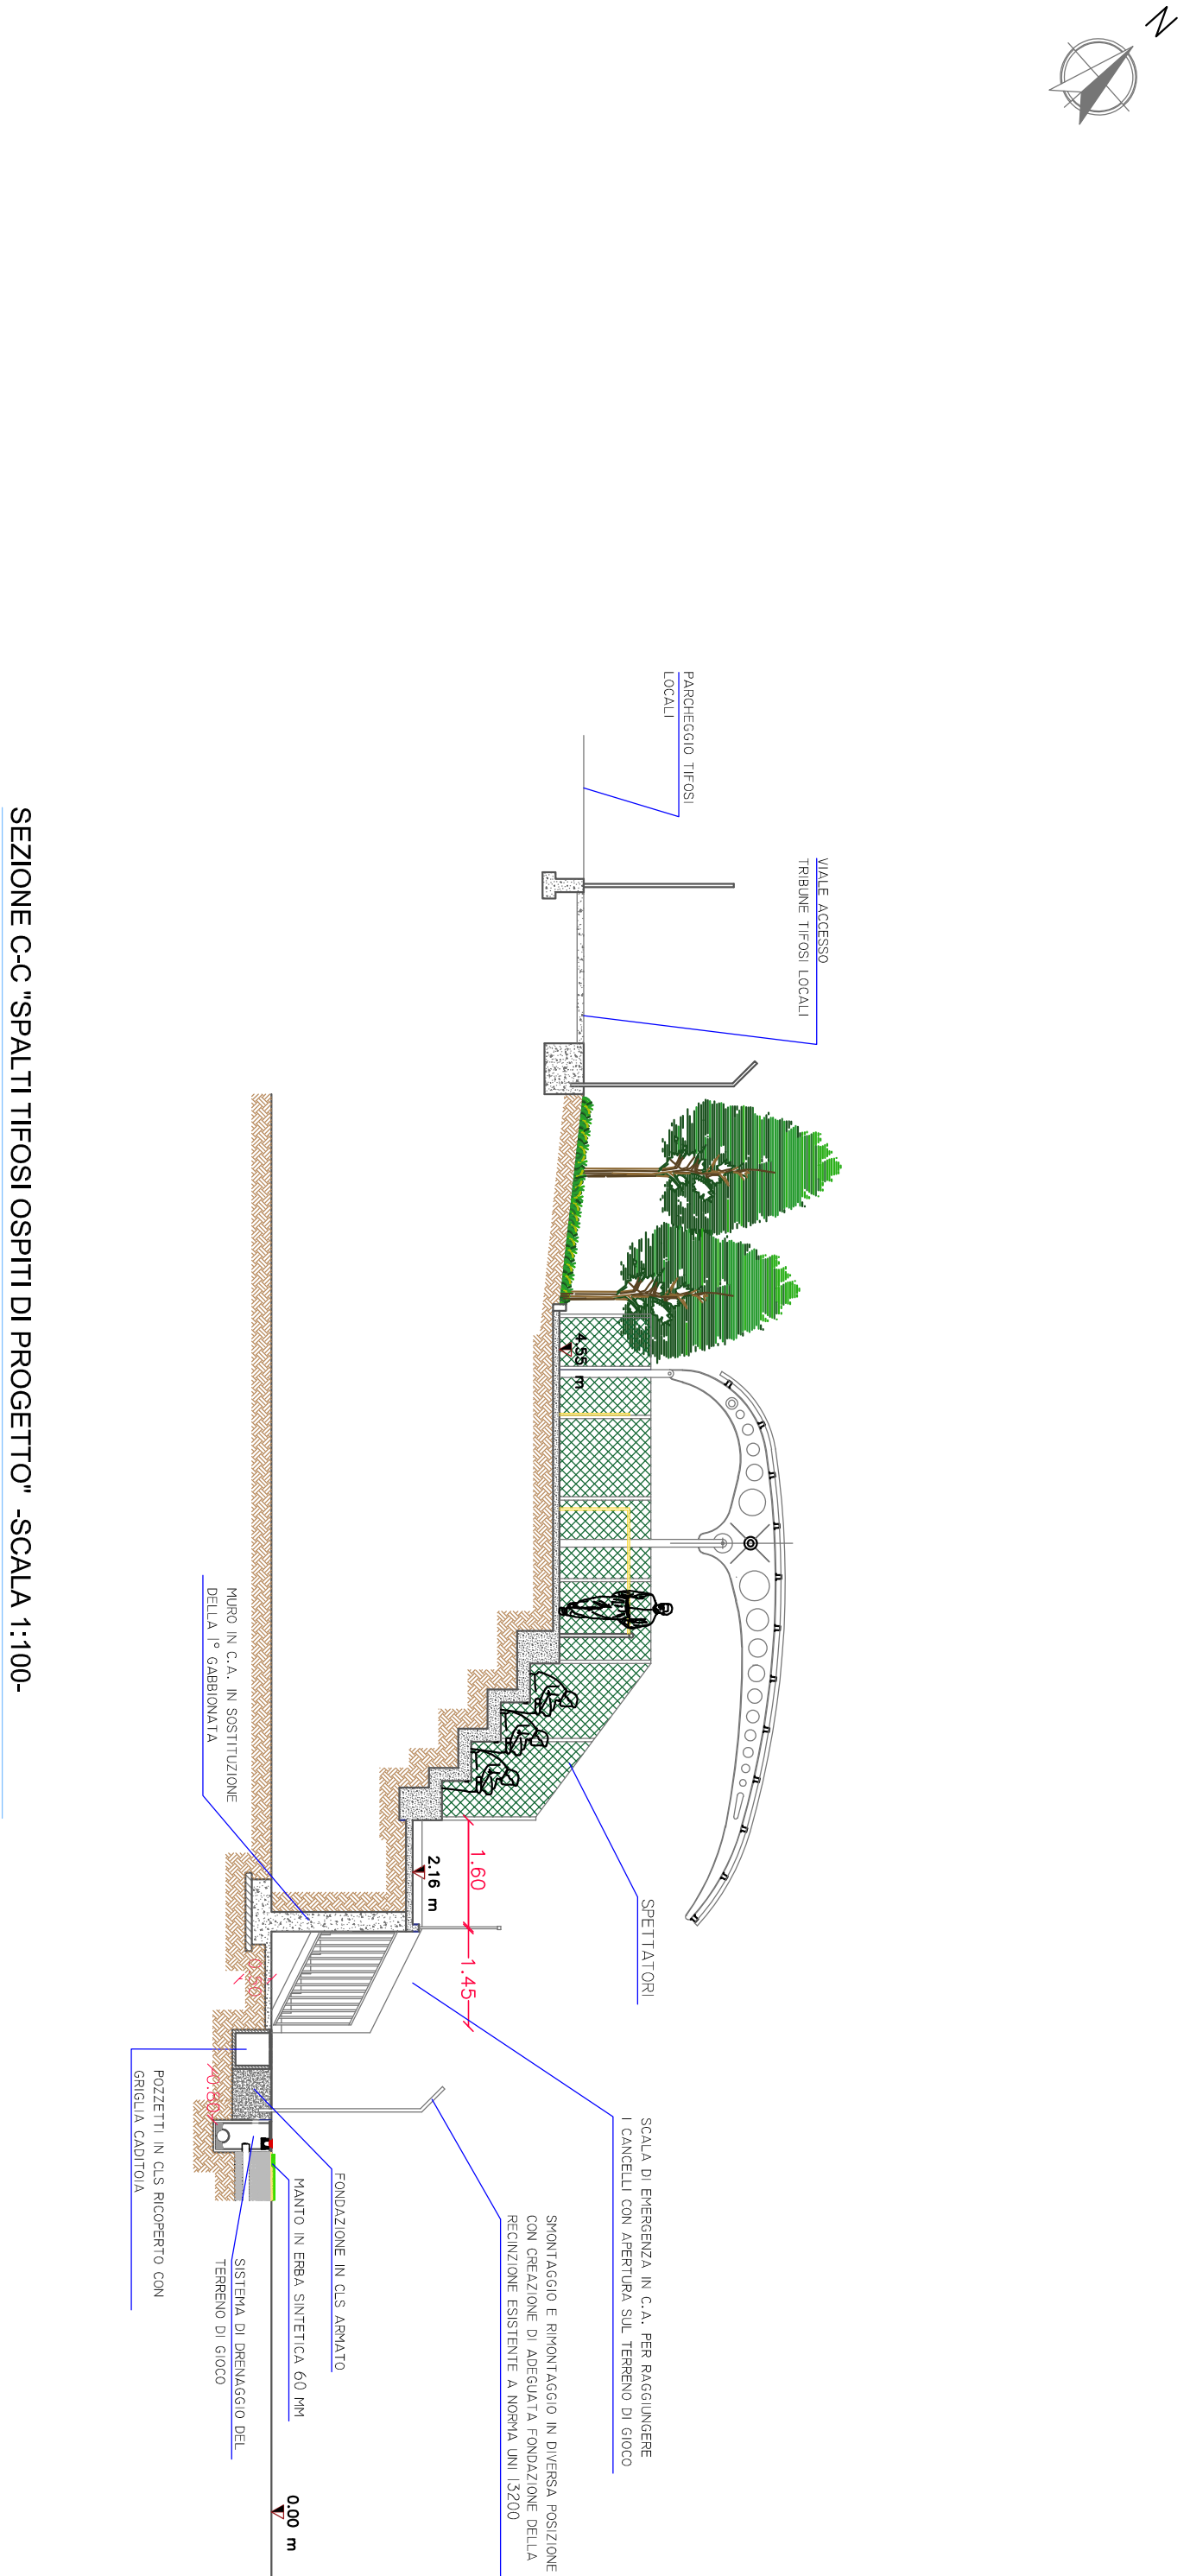 N
PARCHEGGIO TIFOSI
LOCALI
VIALE ACCESSO
TRIBUNE TIFOSI LOCALI
4.55 m
SPETTATORI
1.60
1.45
2.16 m
SCALA DI EMERGENZA IN C.A. PER RAGGIUNGERE
I CANCELLI CON APERTURA SUL TERRENO DI GIOCO
SMONTAGGIO E RIMONTAGGIO IN DIVERSA POSIZIONE
CON CREAZIONE DI ADEGUATA FONDAZIONE DELLA
RECINZIONE ESISTENTE A NORMA UNI 13200
FONDAZIONE IN CLS ARMATO
MANTO IN ERBA SINTETICA 60 MM
0.00 m
SISTEMA DI DRENAGGIO DEL
TERRENO DI GIOCO
POZZETTI IN CLS RICOPERTO CON
GRIGLIA CADITOIA
0.50
0.80
MURO IN C.A. IN SOSTITUZIONE
DELLA 1° GABBIONATA
SEZIONE C-C "SPALTI TIFOSI OSPITI DI PROGETTO" -SCALA 1:100-